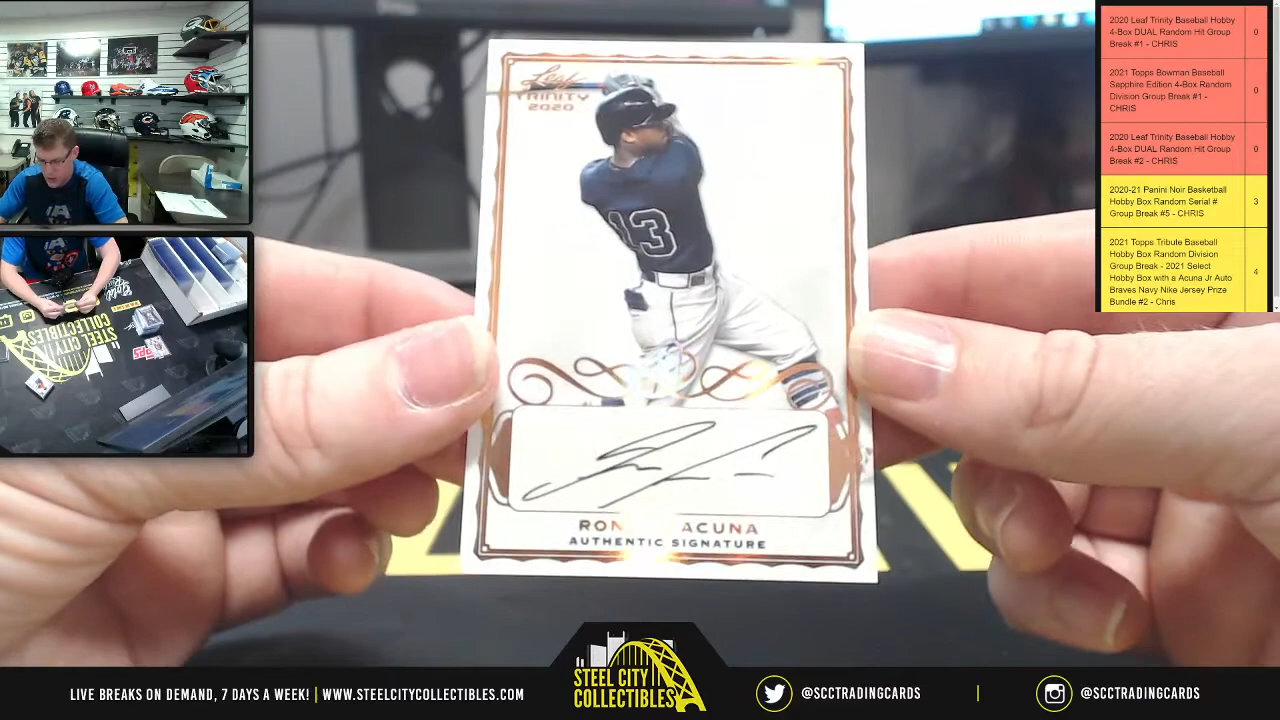 2020 Leaf Trinity Baseball Hobby
4-Box DUAL Random Hit Group
Break #1 - CHRIS
0
2021 Topps Bowman Baseball
Sapphire Edition 4-Box Random
Division Group Break #1 -
CHRIS
0
2020 Leaf Trinity Baseball Hobby
4-Box DUAL Random Hit Group
Break #2 - CHRIS
0
2020-21 Panini Noir Basketball
Hobby Box Random Serial #
Group Break #5 - CHRIS
3
2021 Topps Tribute Baseball
Hobby Box Random Division
Group Break - 2021 Select
Hobby Box with a Acuna Jr Auto
Braves Navy Nike Jersey Prize
Bundle #2 - Chris
4
Leaf
TRINITY
2020
13
ACUNA
AUTHENTIC SIGNATURE
STEEL CITY
COLLECTIBLES
topps
STEEL CITY
COLLECTIBLES
LIVE BREAKS ON DEMAND, 7 DAYS A WEEK! | WWW.STEELCITYCOLLECTIBLES.COM
@SCCTRADINGCARDS | @SCCTRADINGCARDS